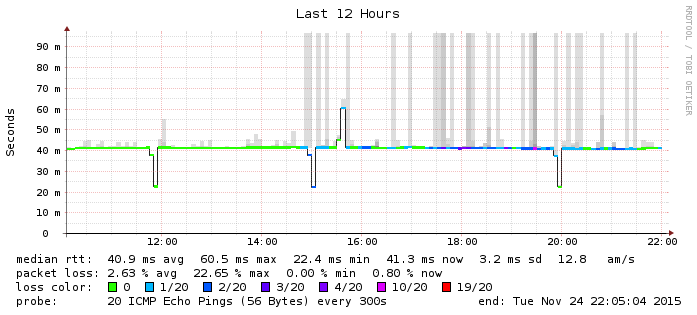 Last 12 Hours
RRDTOOL / TOBI OETIKER
Seconds
90 m
80 m
70 m
60 m
50 m
40 m
30 m
20 m
10 m
0
12:00 14:00 16:00 18:00 20:00 22:00
median rtt: 40.9 ms avg 60.5 ms max 22.4 ms min 41.3 ms now 3.2 ms sd 12.8 am/s
packet loss: 2.63 % avg 22.65 % max 0.00 % min 0.80 % now
loss color: 0 1/20 2/20 3/20 4/20 10/20 19/20
probe: 20 ICMP Echo Pings (56 Bytes) every 300s end: Tue Nov 24 22:05:04 2015